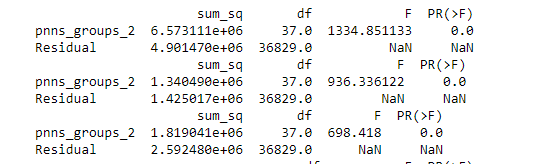 sum_sq df F PR(>F)
pnns_groups_2 6.573111e+06 37.0 1334.851133 0.0
Residual 4.901470e+06 36829.0 NaN NaN
sum_sq df F PR(>F)
pnns_groups_2 1.340490e+06 37.0 936.336122 0.0
Residual 1.425017e+06 36829.0 NaN NaN
sum_sq df F PR(>F)
pnns_groups_2 1.819041e+06 37.0 698.418 0.0
Residual 2.592480e+06 36829.0 NaN NaN